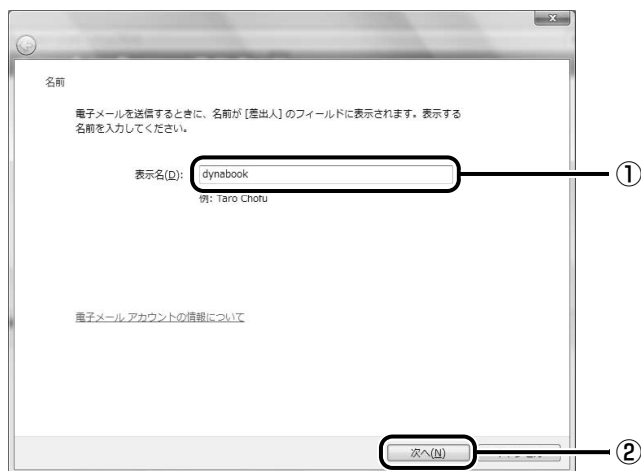 名前
電子メールを送信するときに、名前が [差出人] のフィールドに表示されます。表示する
名前を入力してください。
表示名(D): dynabook
①
例: Taro Chofu
電子メール アカウントの情報について
次へ(N)
②